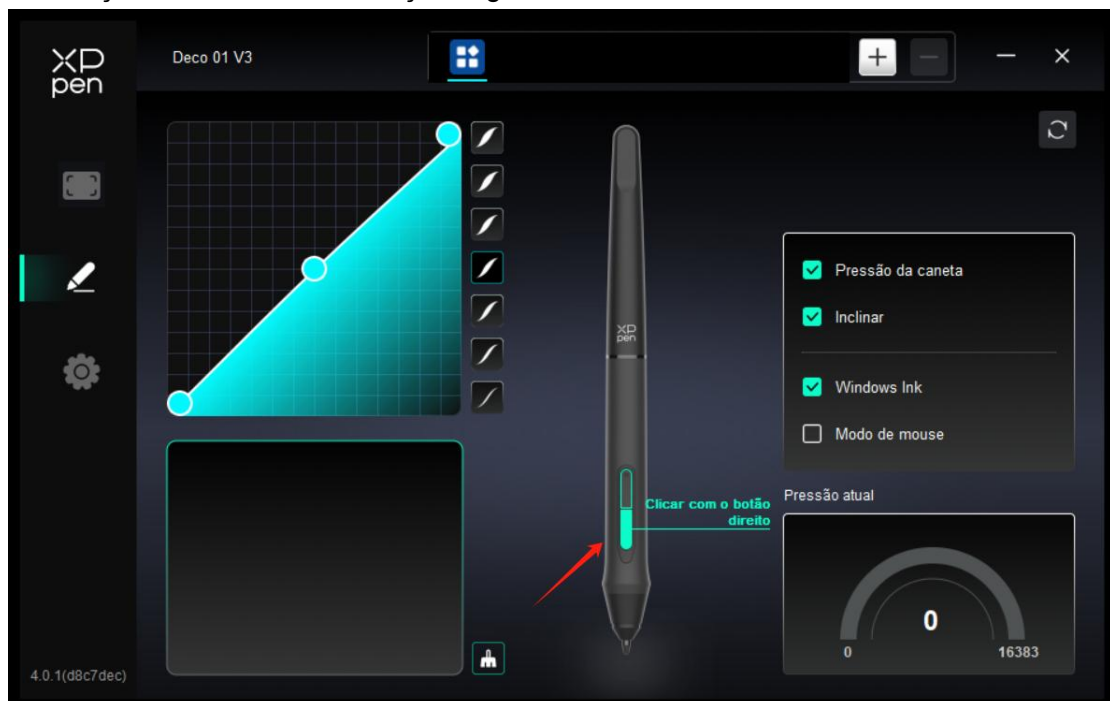 XP
pen
Deco 01 V3
Pressão da caneta
Inclinar
XP
pen
Windows Ink
Modo de mouse
Clicar com o botão
direito
Pressão atual
0
0
16383
4.0.1(d8c7dec)